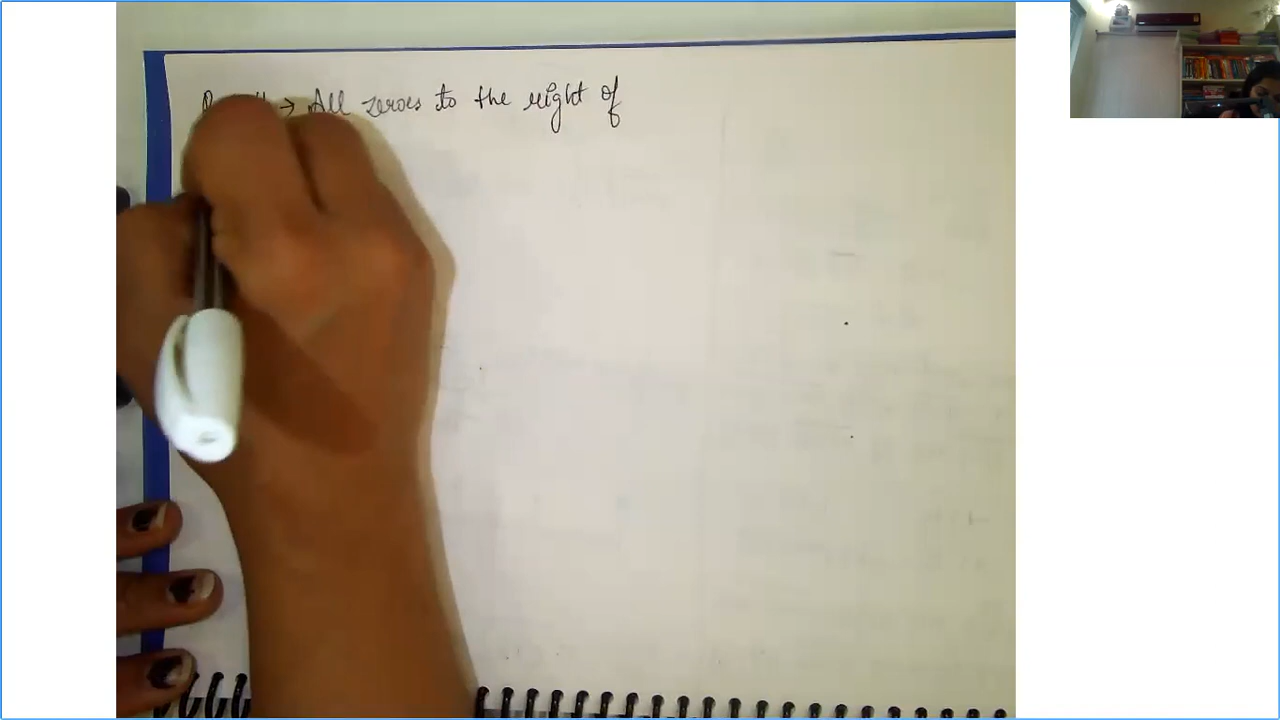 → All zeroes to the right of